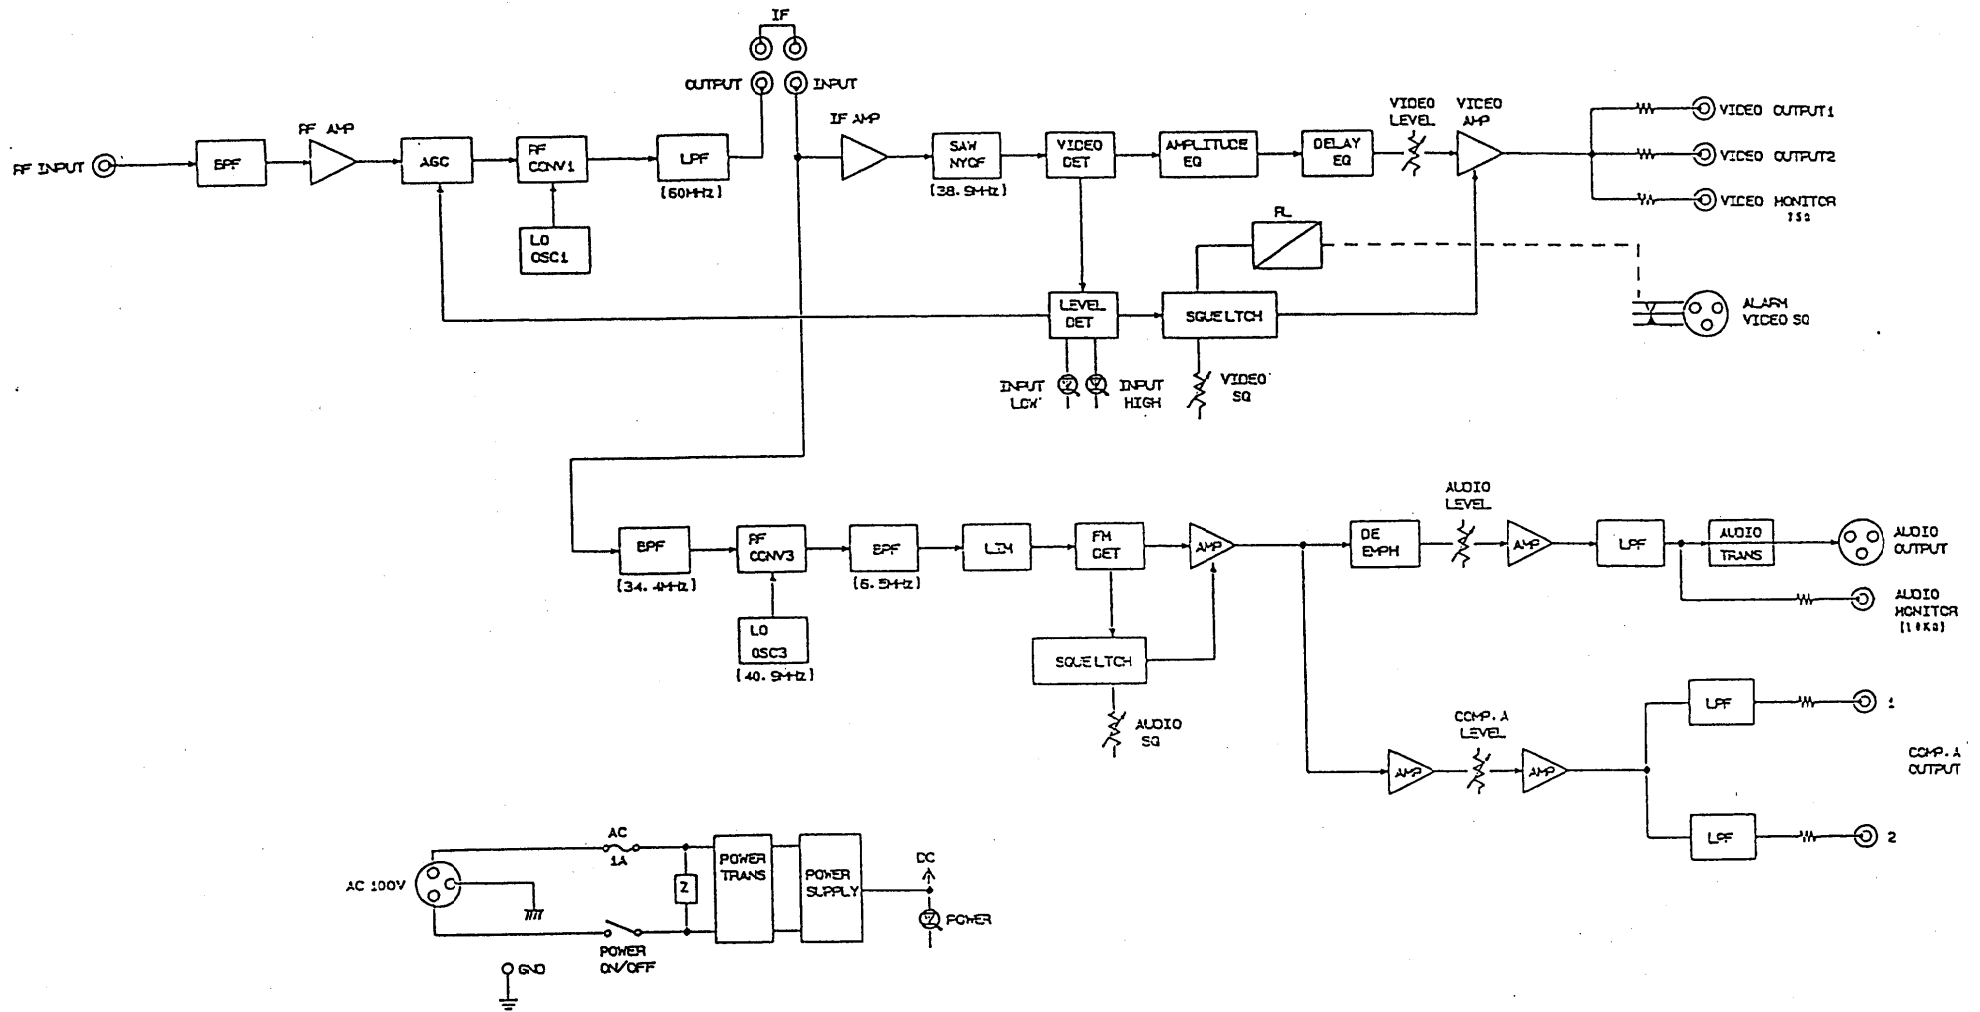 IF
OUTPUT
INPUT
RF INPUT
BPF
RF AMP
AGC
RF
CONV1
LPF
(60MHz)
LO
OSC1
IF AMP
SAW
NYQF
(38.9MHz)
VIDEO
DET
AMPLITUDE
EQ
DELAY
EQ
VIDEO
LEVEL
VIDEO
AMP
VIDEO OUTPUT1
VIDEO OUTPUT2
VIDEO MONITOR
75Ω
RL
LEVEL
DET
SQUELTCH
ALARM
VIDEO SQ
INPUT
LOW
INPUT
HIGH
VIDEO
SQ
BPF
(34.4MHz)
RF
CONV3
LO
OSC3
(40.9MHz)
BPF
(6.5MHz)
LIM
FM
DET
AMP
SQUELTCH
AUDIO
SQ
DE
EMPH
AUDIO
LEVEL
AMP
LPF
AUDIO
TRANS
AUDIO
OUTPUT
AUDIO
MONITOR
(10KΩ)
AMP
COMP.A
LEVEL
AMP
LPF
1
COMP.A
OUTPUT
LPF
2
AC 100V
AC
1A
Z
POWER
TRANS
POWER
SUPPLY
DC
POWER
POWER
ON/OFF
GND